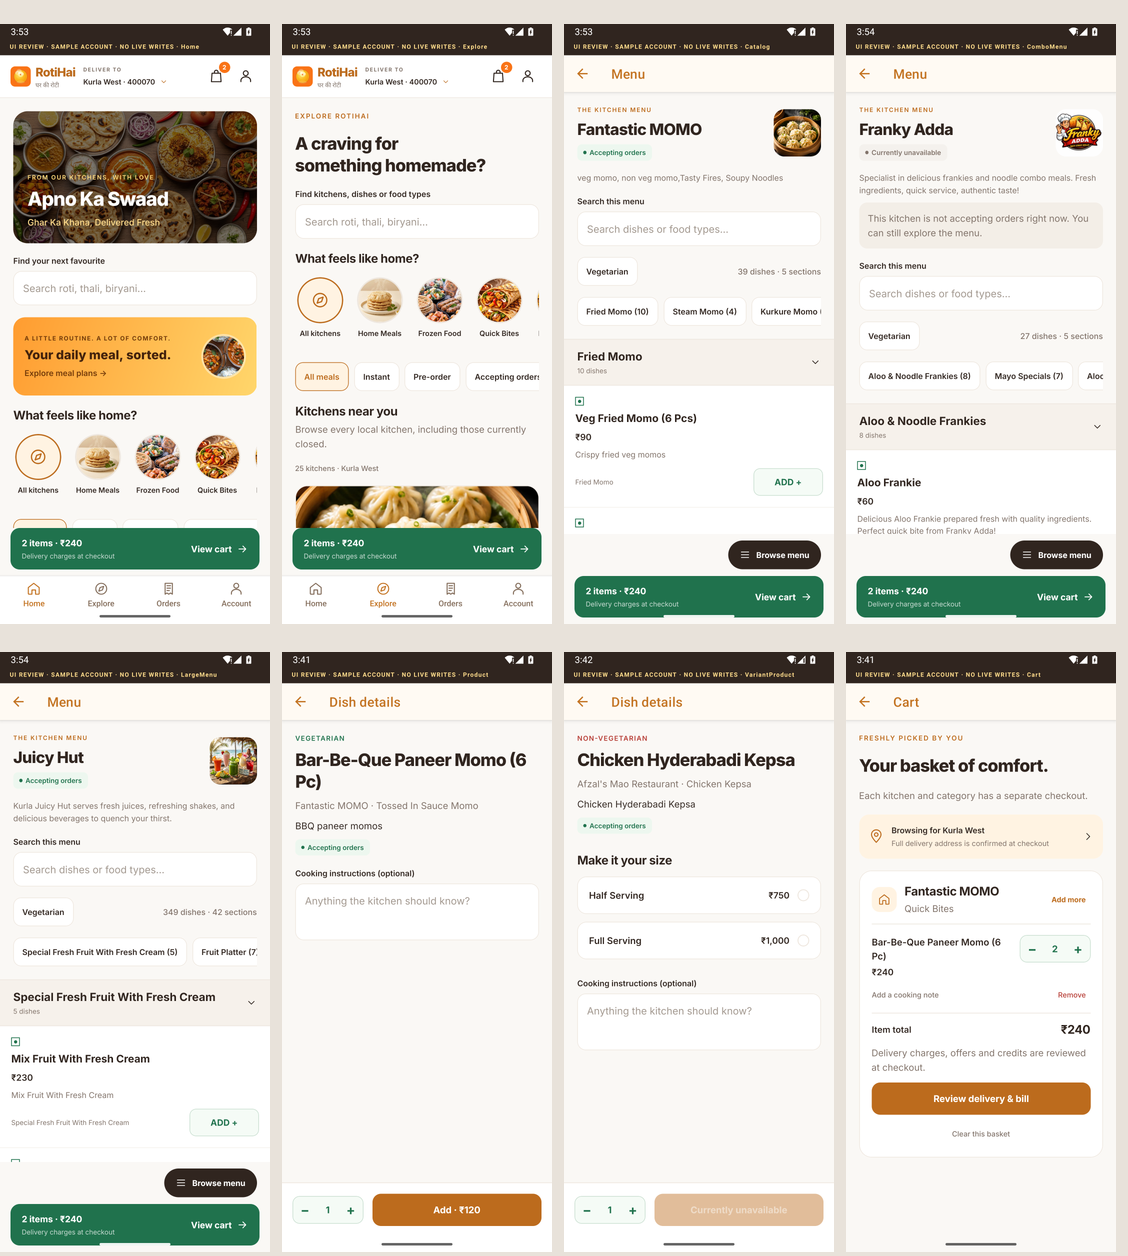 3:53
UI REVIEW · SAMPLE ACCOUNT · NO LIVE WRITES · Home
RotiHai
घर की रोटी
DELIVER TO
Kurla West · 400070
2
FROM OUR KITCHENS, WITH LOVE
Apno Ka Swaad
Ghar Ka Khana, Delivered Fresh
Find your next favourite
Search roti, thali, biryani...
A LITTLE ROUTINE. A LOT OF COMFORT.
Your daily meal, sorted.
Explore meal plans →
What feels like home?
All kitchens
Home Meals
Frozen Food
Quick Bites
2 items · ₹240
Delivery charges at checkout
View cart →
Home
Explore
Orders
Account
3:53
UI REVIEW · SAMPLE ACCOUNT · NO LIVE WRITES · Explore
RotiHai
घर की रोटी
DELIVER TO
Kurla West · 400070
2
EXPLORE ROTIHAI
A craving for
something homemade?
Find kitchens, dishes or food types
Search roti, thali, biryani...
What feels like home?
All kitchens
Home Meals
Frozen Food
Quick Bites
All meals
Instant
Pre-order
Accepting orders
Kitchens near you
Browse every local kitchen, including those currently
closed.
25 kitchens · Kurla West
2 items · ₹240
Delivery charges at checkout
View cart →
Home
Explore
Orders
Account
3:53
UI REVIEW · SAMPLE ACCOUNT · NO LIVE WRITES · Catalog
← Menu
THE KITCHEN MENU
Fantastic MOMO
Accepting orders
veg momo, non veg momo,Tasty Fires, Soupy Noodles
Search this menu
Search dishes or food types...
Vegetarian
39 dishes · 5 sections
Fried Momo (10)
Steam Momo (4)
Kurkure Momo (
Fried Momo
10 dishes
Veg Fried Momo (6 Pcs)
₹90
Crispy fried veg momos
Fried Momo
ADD +
Browse menu
2 items · ₹240
Delivery charges at checkout
View cart →
3:54
UI REVIEW · SAMPLE ACCOUNT · NO LIVE WRITES · ComboMenu
← Menu
THE KITCHEN MENU
Franky Adda
Franky
ADDA
Currently unavailable
Specialist in delicious frankies and noodle combo meals. Fresh
ingredients, quick service, authentic taste!
This kitchen is not accepting orders right now. You
can still explore the menu.
Search this menu
Search dishes or food types...
Vegetarian
27 dishes · 5 sections
Aloo & Noodle Frankies (8)
Mayo Specials (7)
Aloo
Aloo & Noodle Frankies
8 dishes
Aloo Frankie
₹60
Delicious Aloo Frankie prepared fresh with quality ingredients.
Perfect quick bite from Franky Adda!
Browse menu
2 items · ₹240
Delivery charges at checkout
View cart →
3:54
UI REVIEW · SAMPLE ACCOUNT · NO LIVE WRITES · LargeMenu
← Menu
THE KITCHEN MENU
Juicy Hut
Accepting orders
Kurla Juicy Hut serves fresh juices, refreshing shakes, and
delicious beverages to quench your thirst.
Search this menu
Search dishes or food types...
Vegetarian
349 dishes · 42 sections
Special Fresh Fruit With Fresh Cream (5)
Fruit Platter (7)
Special Fresh Fruit With Fresh Cream
5 dishes
Mix Fruit With Fresh Cream
₹230
Mix Fruit With Fresh Cream
Special Fresh Fruit With Fresh Cream
ADD +
Browse menu
2 items · ₹240
Delivery charges at checkout
View cart →
3:41
UI REVIEW · SAMPLE ACCOUNT · NO LIVE WRITES · Product
← Dish details
VEGETARIAN
Bar-Be-Que Paneer Momo (6
Pc)
Fantastic MOMO · Tossed In Sauce Momo
BBQ paneer momos
Accepting orders
Cooking instructions (optional)
Anything the kitchen should know?
− 1 +
Add · ₹120
3:42
UI REVIEW · SAMPLE ACCOUNT · NO LIVE WRITES · VariantProduct
← Dish details
NON-VEGETARIAN
Chicken Hyderabadi Kepsa
Afzal's Mao Restaurant · Chicken Kepsa
Chicken Hyderabadi Kepsa
Accepting orders
Make it your size
Half Serving ₹750
Full Serving ₹1,000
Cooking instructions (optional)
Anything the kitchen should know?
− 1 +
Currently unavailable
3:41
UI REVIEW · SAMPLE ACCOUNT · NO LIVE WRITES · Cart
← Cart
FRESHLY PICKED BY YOU
Your basket of comfort.
Each kitchen and category has a separate checkout.
Browsing for Kurla West
Full delivery address is confirmed at checkout
Fantastic MOMO
Quick Bites
Add more
Bar-Be-Que Paneer Momo (6
Pc)
− 2 +
₹240
Add a cooking note
Remove
Item total ₹240
Delivery charges, offers and credits are reviewed
at checkout.
Review delivery & bill
Clear this basket